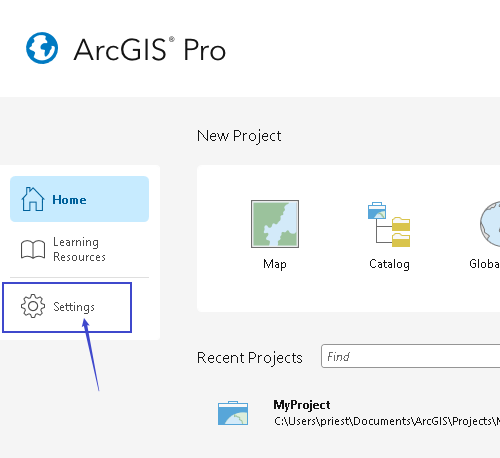 ArcGIS® Pro
New Project
Home
Learning
Resources
Settings
Map
Catalog
Global
Recent Projects
Find
MyProject
C:\Users\priest\Documents\ArcGIS\Projects\